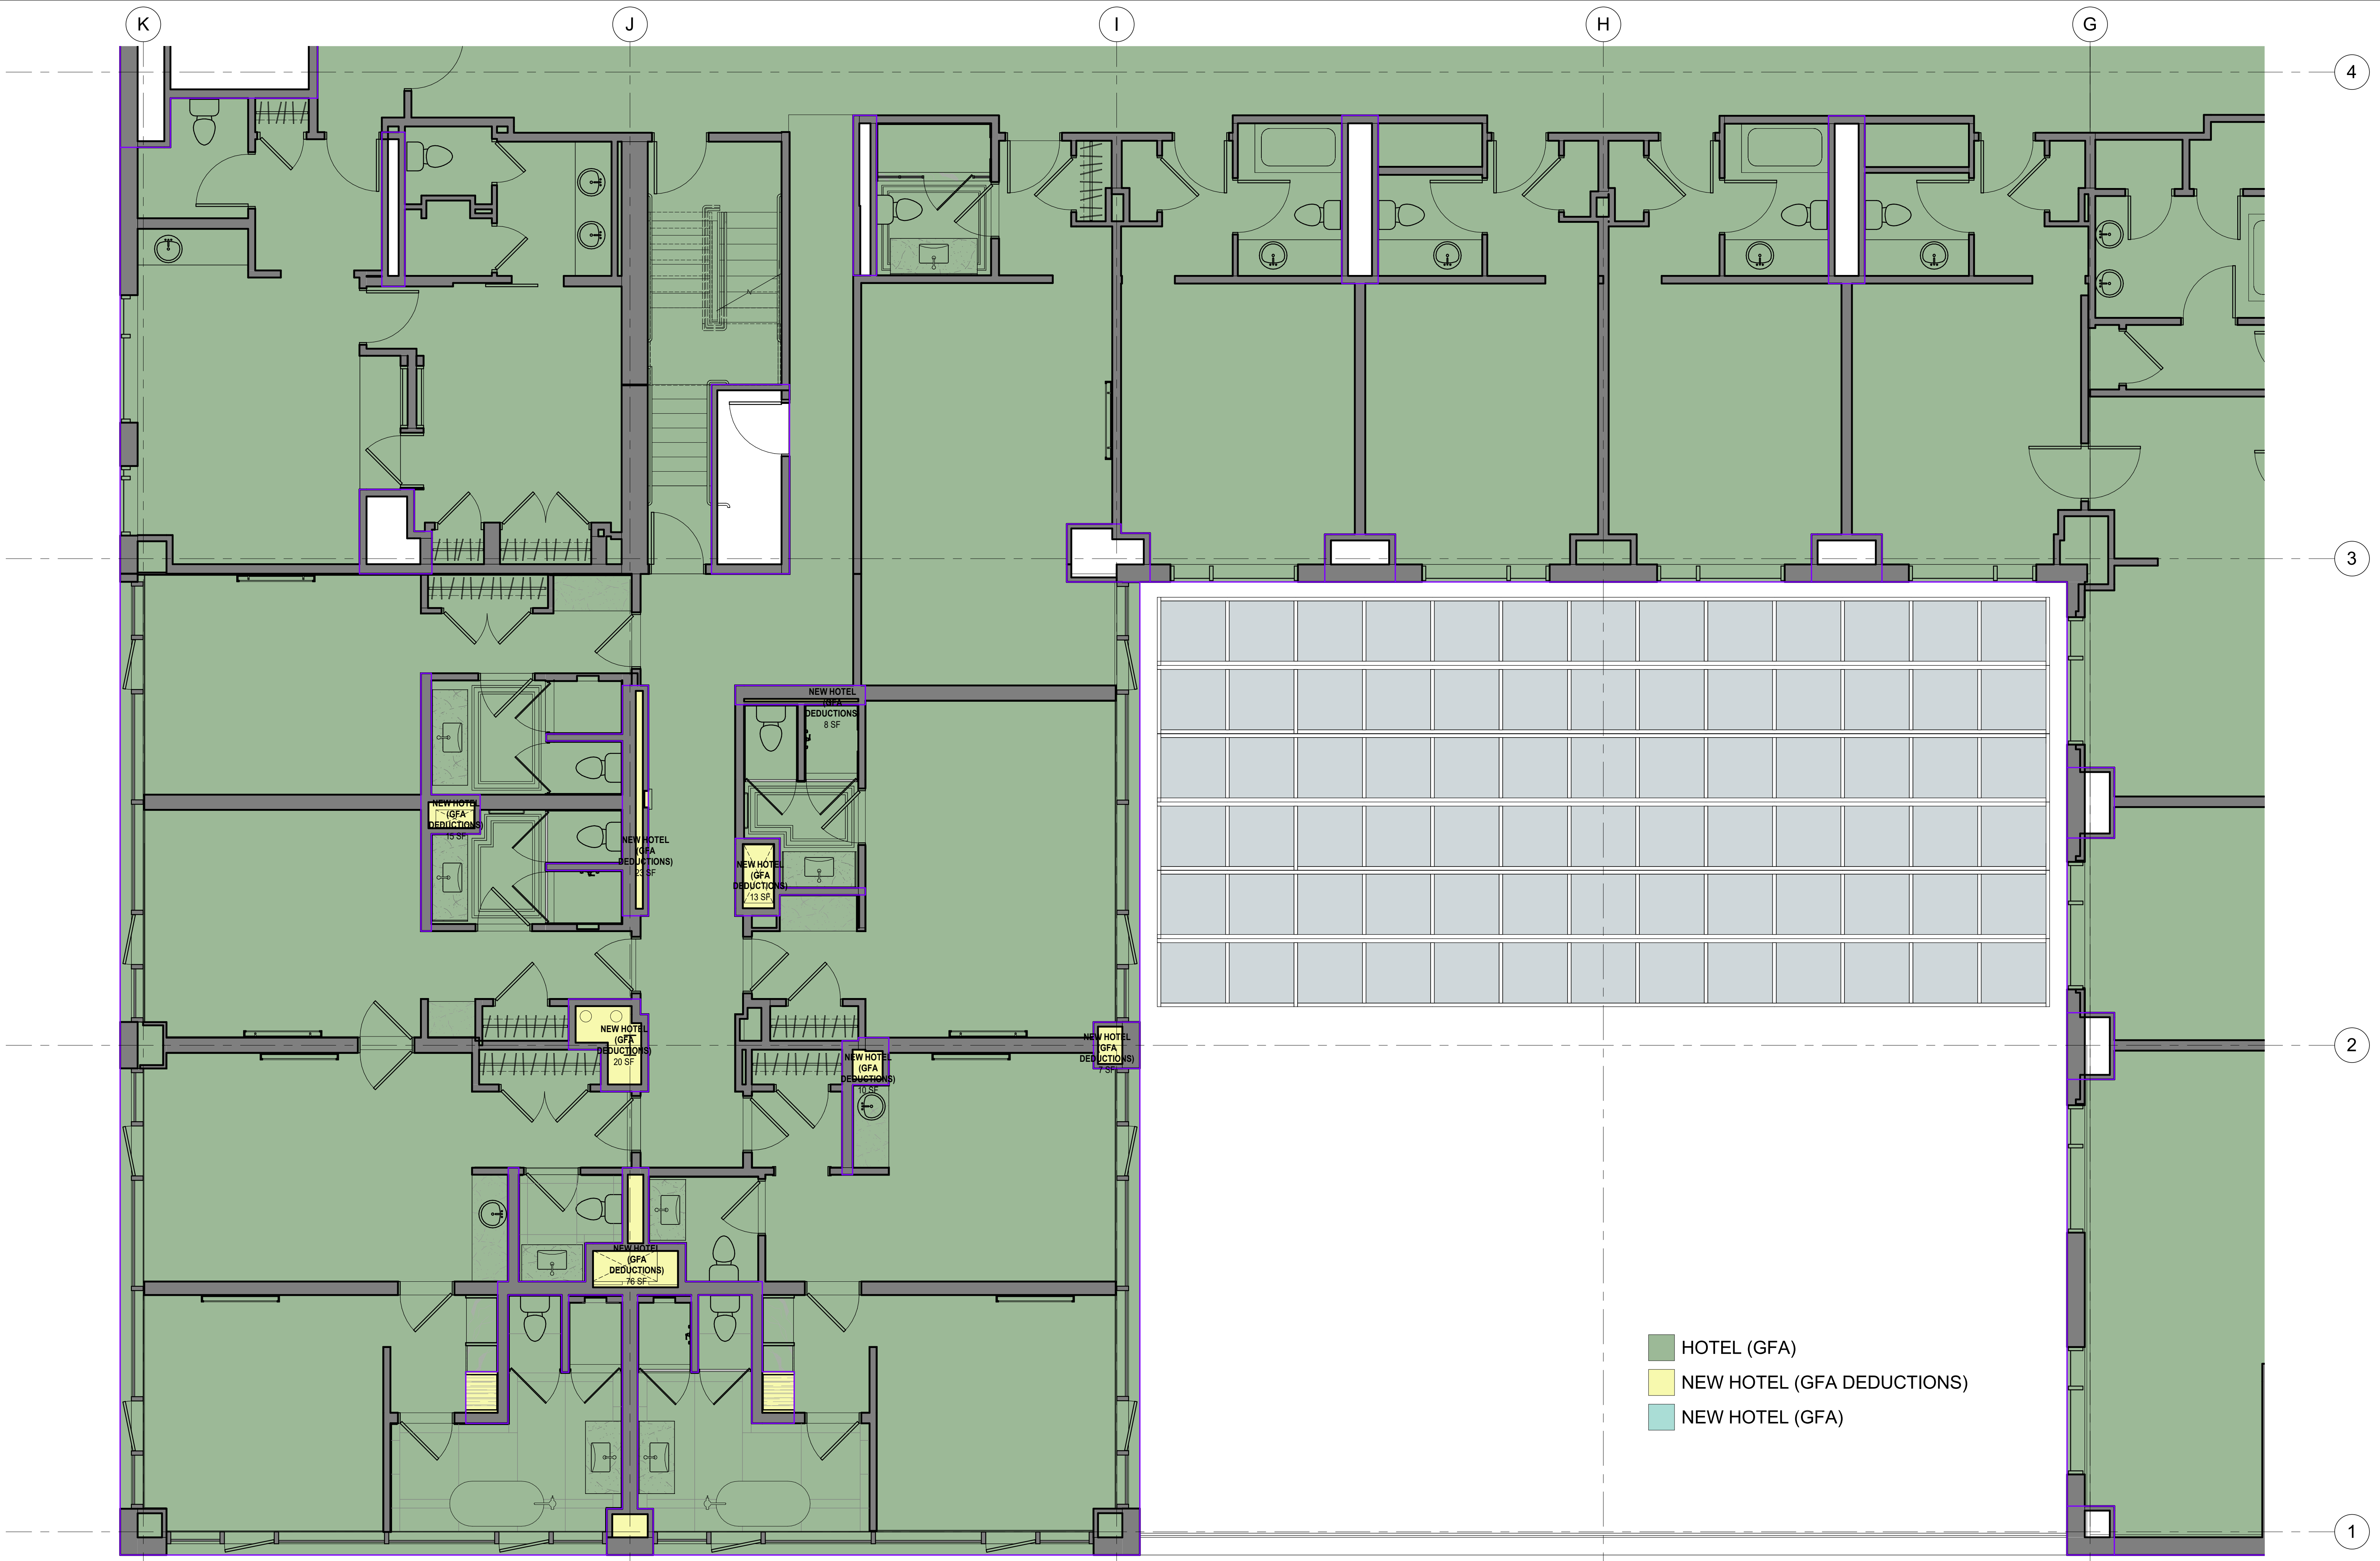 K
J
I
H
G
4
3
NEW HOTEL
(GFA
DEDUCTIONS)
8 SF
NEW HOTEL
(GFA
DEDUCTIONS)
15 SF
NEW HOTEL
(GFA
DEDUCTIONS)
23 SF
NEW HOTEL
(GFA
DEDUCTIONS)
13 SF
NEW HOTEL
(GFA
DEDUCTIONS)
20 SF
NEW HOTEL
(GFA
DEDUCTIONS)
10 SF
NEW HOTEL
(GFA
DEDUCTIONS)
7 SF
2
NEW HOTEL
(GFA
DEDUCTIONS)
76 SF
HOTEL (GFA)
NEW HOTEL (GFA DEDUCTIONS)
NEW HOTEL (GFA)
1